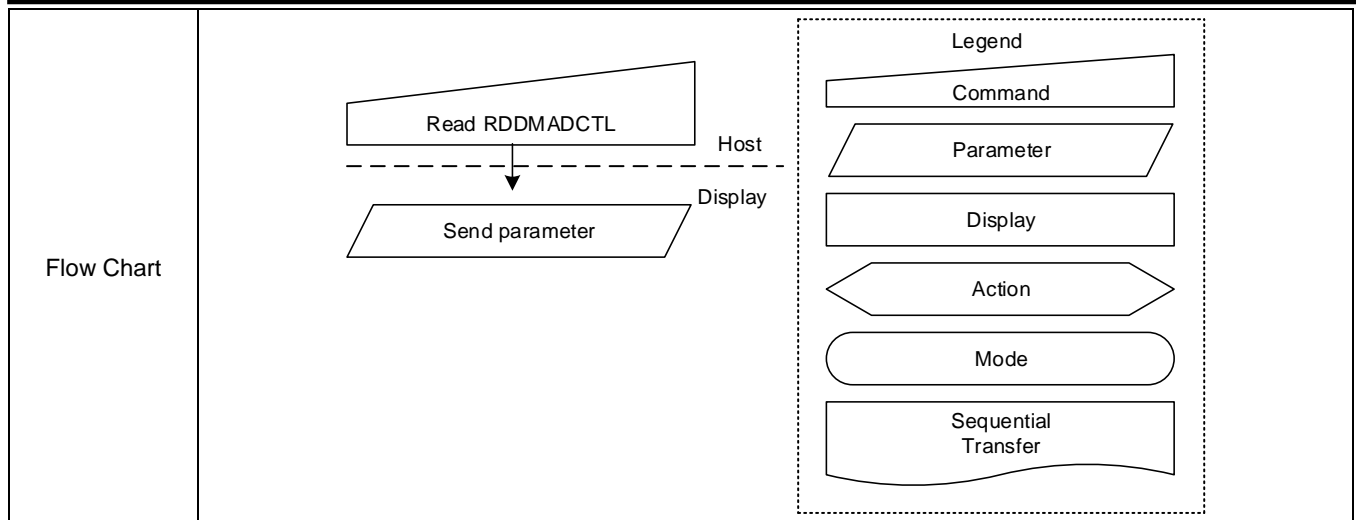 Flow Chart
Read RDDMADCTL
Host
Display
Send parameter
Legend
Command
Parameter
Display
Action
Mode
Sequential
Transfer